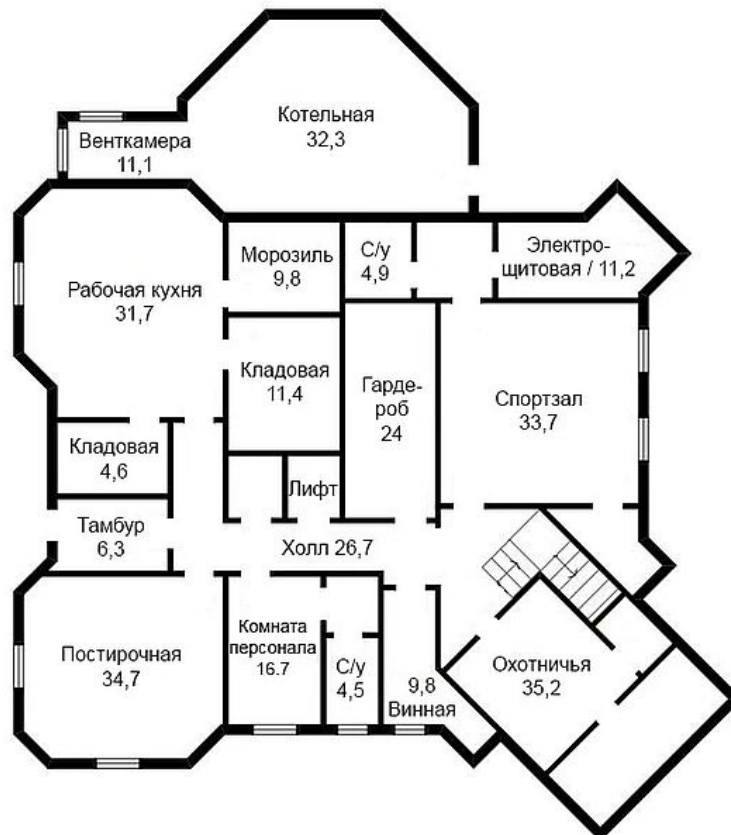 Котельная
32,3
Венткамера
11,1
Морозиль
9,8
С/у
4,9
Электро-
щитовая / 11,2
Рабочая кухня
31,7
Кладовая
11,4
Гарде-
роб
24
Спортзал
33,7
Кладовая
4,6
Лифт
Тамбур
6,3
Холл 26,7
Постирочная
34,7
Комната
персонала
16.7
С/у
4,5
9,8
Винная
Охотничья
35,2